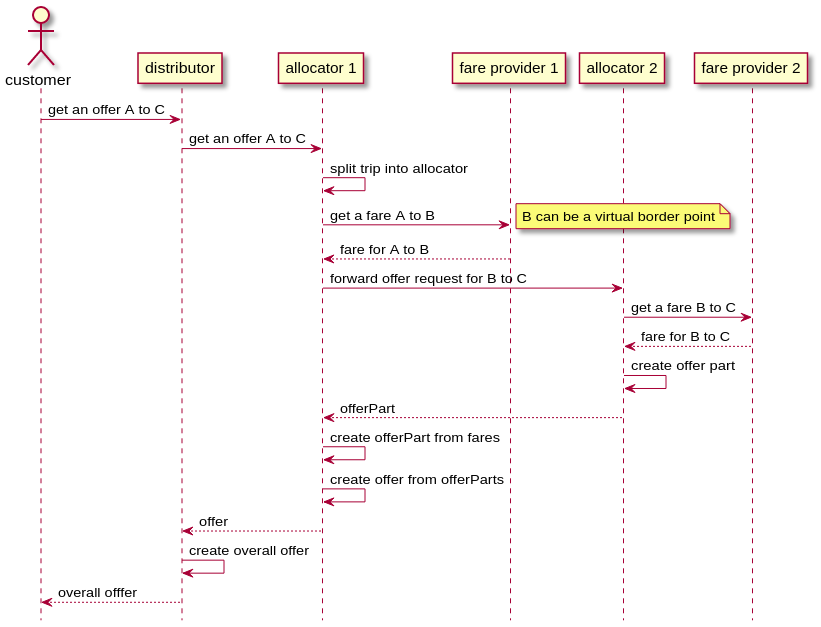 customer
distributor
allocator 1
fare provider 1
allocator 2
fare provider 2
get an offer A to C
get an offer A to C
split trip into allocator
get a fare A to B
B can be a virtual border point
fare for A to B
forward offer request for B to C
get a fare B to C
fare for B to C
create offer part
offerPart
create offerPart from fares
create offer from offerParts
offer
create overall offer
overall offfer